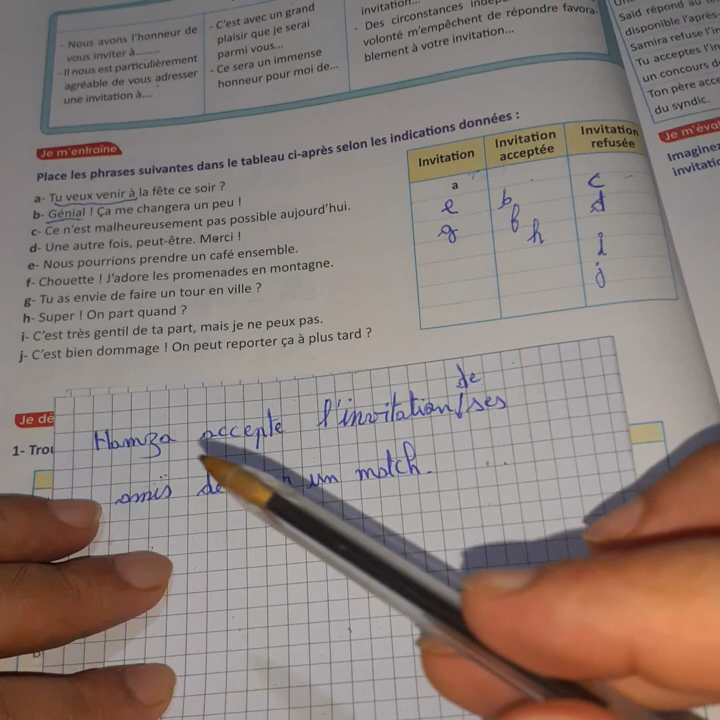 - Nous avons l'honneur de
vous inviter à.........
- Il nous est particulièrement
agréable de vous adresser
une invitation à....
- C'est avec un grand
plaisir que je serai
parmi vous...
- Ce sera un immense
honneur pour moi de...
invitation...
- Des circonstances
volonté m'empêchent de répondre favora-
blement à votre invitation...
Said répond au
disponible l'après-
Samira refuse l'in
Tu acceptes l'in
un concours d
Ton père acce
du syndic.
Je m'entraine
Place les phrases suivantes dans le tableau ci-après selon les indications données :
a- Tu veux venir à la fête ce soir ?
b- Génial ! Ça me changera un peu !
c- Ce n'est malheureusement pas possible aujourd'hui.
d- Une autre fois, peut-être. Merci !
e- Nous pourrions prendre un café ensemble.
f- Chouette ! J'adore les promenades en montagne.
g- Tu as envie de faire un tour en ville ?
h- Super ! On part quand ?
i- C'est très gentil de ta part, mais je ne peux pas.
j- C'est bien dommage ! On peut reporter ça à plus tard ?
Invitation Invitation acceptée Invitation refusée
a c
e b d
g f
h i
j
Je m'éval
Imaginez
Invitatio
Je dé
1- Trou
de
Hamza accepte l'invitation/ses
amis de un match.